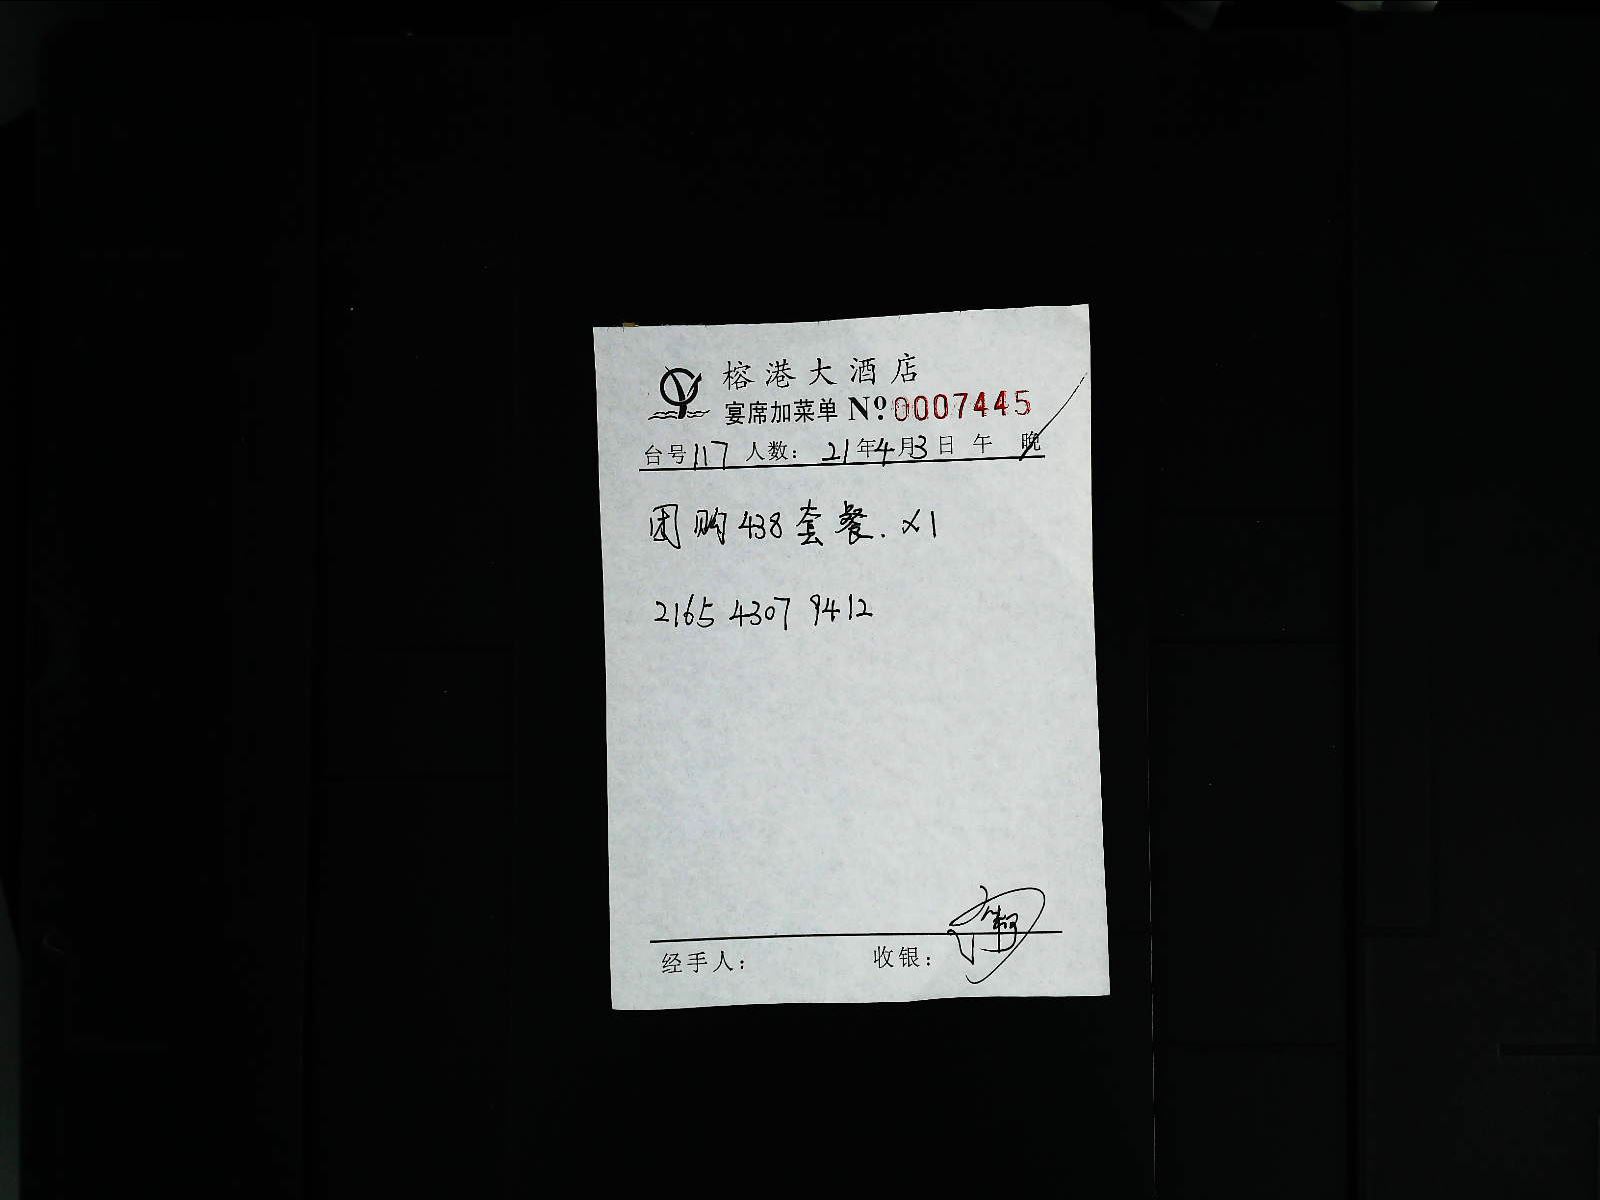 榕港大酒店
宴席加菜单 №0007445
台号117 人数: 21年4月3日 午 晚
团购438套餐. ×1
2165 4307 9412
经手人: 收银: